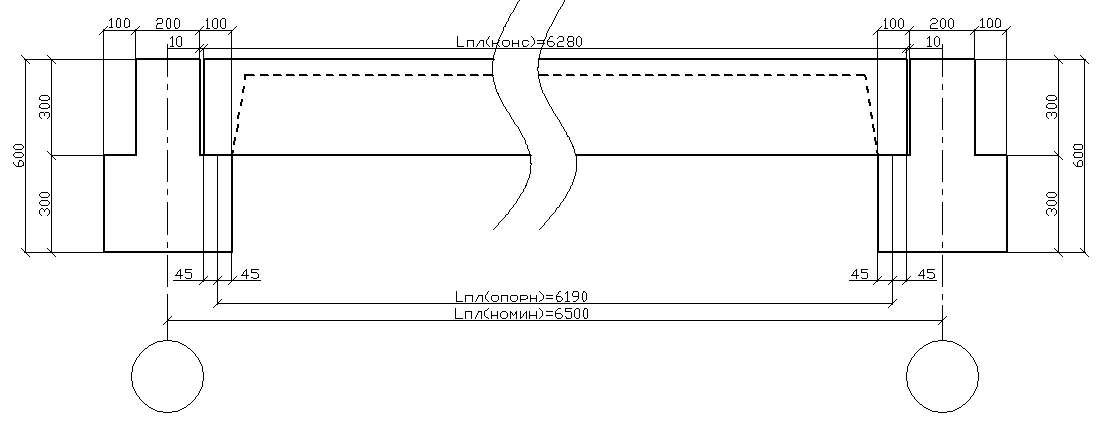 100 200 100 100 200 100
10 Lпл(конс)=6280 10
300 300
600 600
300 300
45 45 45 45
Lпл(опорн)=6190
Lпл(номин)=6500